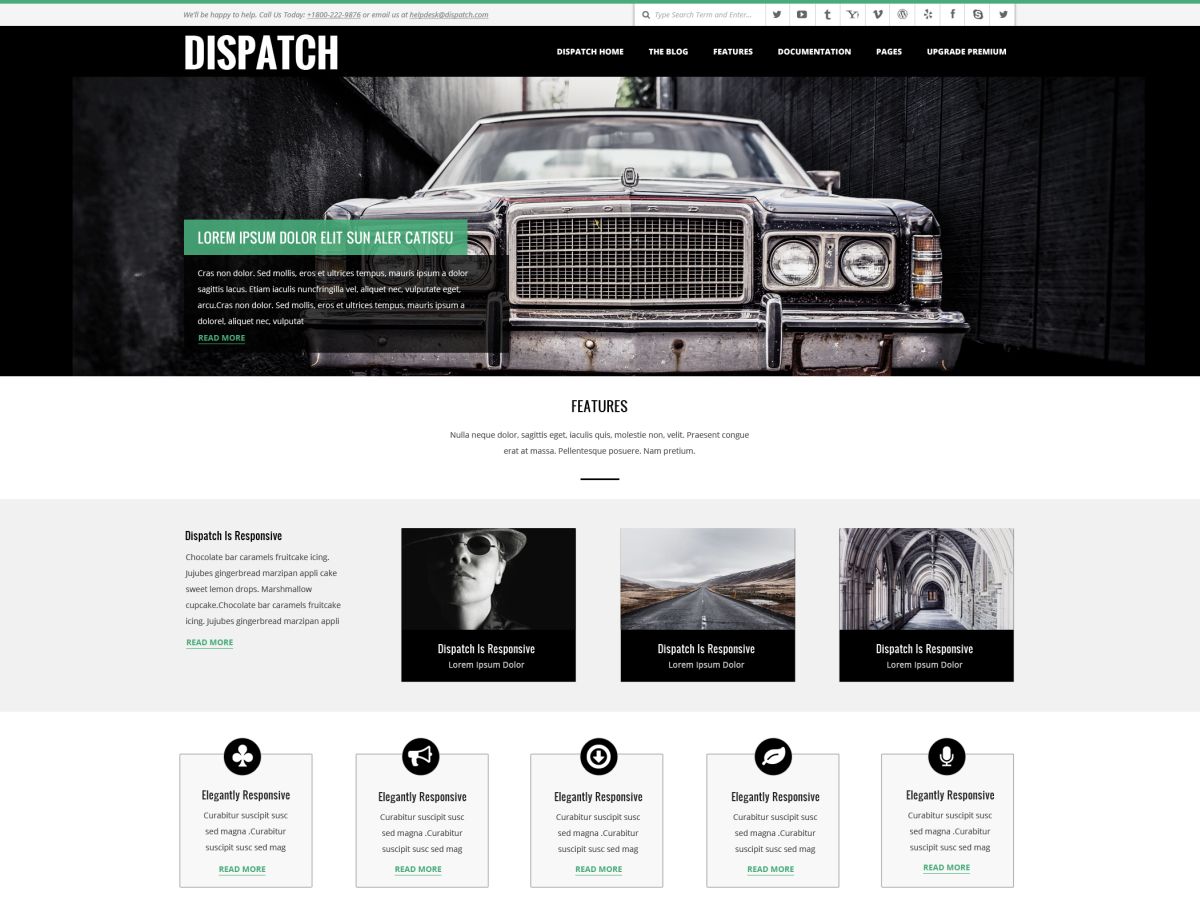 We'll be happy to help. Call Us Today: +1800-222-9876 or email us at helpdesk@dispatch.com
Type Search Term and Enter...
DISPATCH
DISPATCH HOME THE BLOG FEATURES DOCUMENTATION PAGES UPGRADE PREMIUM
FORD
LOREM IPSUM DOLOR ELIT SUN ALER CATISEU
Cras non dolor. Sed mollis, eros et ultrices tempus, mauris ipsum a dolor
sagittis lacus. Etiam iaculis nuncfringilla vel, aliquet nec, vulputate eget,
arcu.Cras non dolor. Sed mollis, eros et ultrices tempus, mauris ipsum a
dolorel, aliquet nec, vulputat
READ MORE
FEATURES
Nulla neque dolor, sagittis eget, iaculis quis, molestie non, velit. Praesent congue
erat at massa. Pellentesque posuere. Nam pretium.
Dispatch Is Responsive
Chocolate bar caramels fruitcake icing.
Jujubes gingerbread marzipan appli cake
sweet lemon drops. Marshmallow
cupcake.Chocolate bar caramels fruitcake
icing. Jujubes gingerbread marzipan appli
READ MORE
Dispatch Is Responsive
Lorem Ipsum Dolor
Dispatch Is Responsive
Lorem Ipsum Dolor
Dispatch Is Responsive
Lorem Ipsum Dolor
Elegantly Responsive
Curabitur suscipit susc
sed magna .Curabitur
suscipit susc sed mag
READ MORE
Elegantly Responsive
Curabitur suscipit susc
sed magna .Curabitur
suscipit susc sed mag
READ MORE
Elegantly Responsive
Curabitur suscipit susc
sed magna .Curabitur
suscipit susc sed mag
READ MORE
Elegantly Responsive
Curabitur suscipit susc
sed magna .Curabitur
suscipit susc sed mag
READ MORE
Elegantly Responsive
Curabitur suscipit susc
sed magna .Curabitur
suscipit susc sed mag
READ MORE